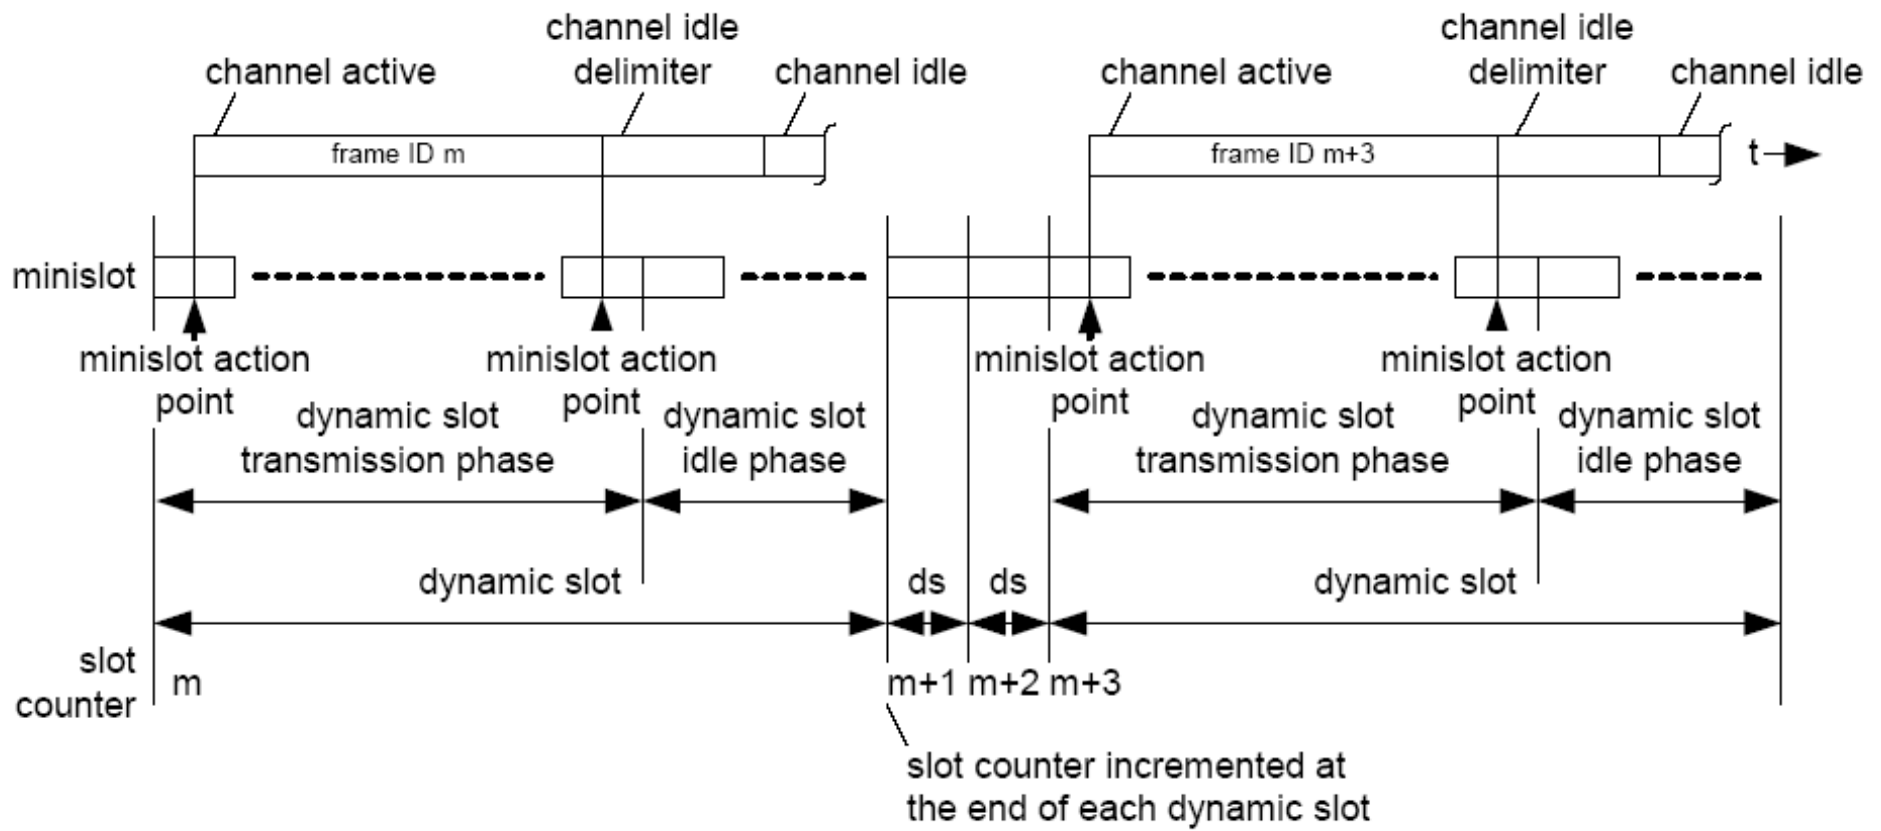 channel idle
channel active
delimiter
channel idle
channel idle
channel active
delimiter
channel idle
frame ID m
frame ID m+3
t
minislot
minislot action
point
minislot action
point
minislot action
point
minislot action
point
dynamic slot
transmission phase
dynamic slot
idle phase
dynamic slot
transmission phase
dynamic slot
idle phase
dynamic slot
ds
ds
dynamic slot
slot
counter
m
m+1
m+2
m+3
slot counter incremented at
the end of each dynamic slot